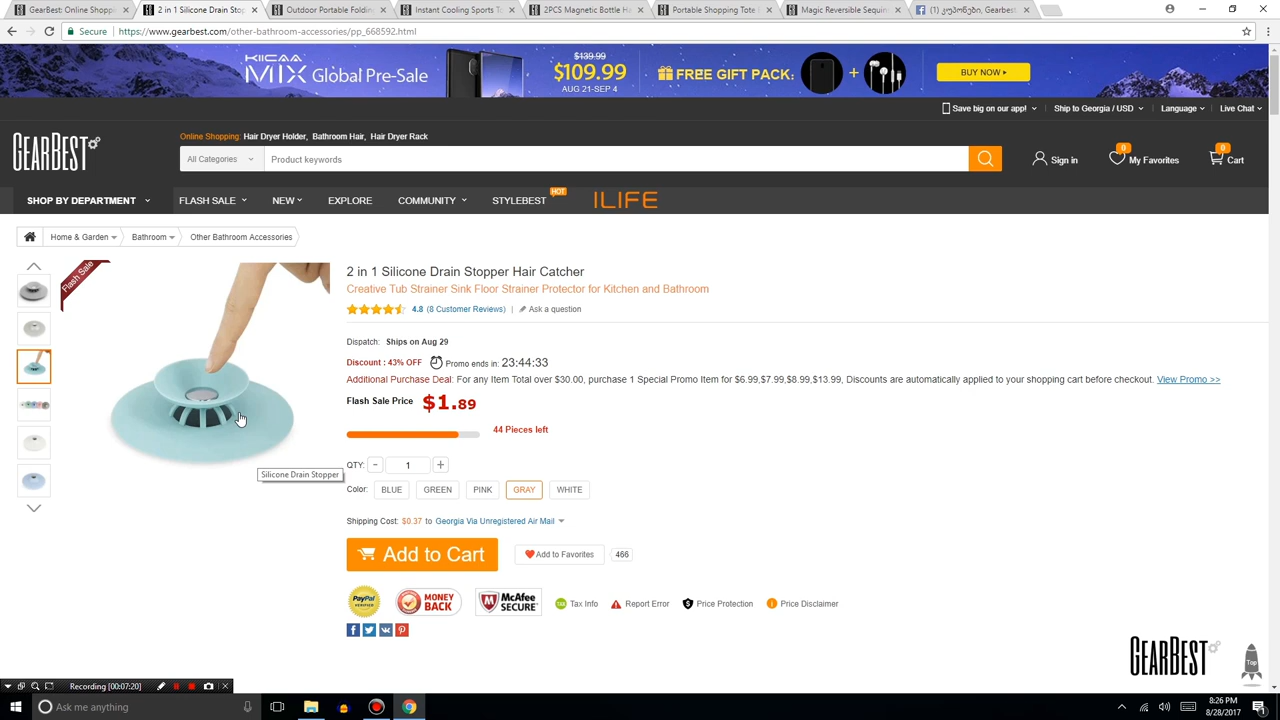 GearBest: Online Shoppi
2 in 1 Silicone Drain Stop
Outdoor Portable Folding
Instant Cooling Sports To
2PCS Magnetic Bottle Ha
Portable Shopping Tote B
Magic Reversible Sequin
(1) კეკონტენი, Georgeb
Secure https://www.gearbest.com/other-bathroom-accessories/pp_668592.html
KIICAA MIX Global Pre-Sale
$139.99
$109.99
AUG 21-SEP 4
FREE GIFT PACK: +
BUY NOW
Save big on our app! Ship to Georgia / USD Language Live Chat
GEARBEST
Online Shopping: Hair Dryer Holder, Bathroom Hair, Hair Dryer Rack
All Categories Product keywords
Sign in 0 My Favorites 0 Cart
SHOP BY DEPARTMENT FLASH SALE NEW EXPLORE COMMUNITY STYLEBEST HOT ILIFE
Home & Garden Bathroom Other Bathroom Accessories
Flash Sale
2 in 1 Silicone Drain Stopper Hair Catcher
Creative Tub Strainer Sink Floor Strainer Protector for Kitchen and Bathroom
4.8 (8 Customer Reviews) | Ask a question
Dispatch: Ships on Aug 29
Discount : 43% OFF Promo ends in: 23:44:33
Additional Purchase Deal: For any Item Total over $30.00, purchase 1 Special Promo Item for $6.99,$7.99,$8.99,$13.99, Discounts are automatically applied to your shopping cart before checkout. View Promo >>
Flash Sale Price $1.89
44 Pieces left
QTY: - 1 +
Silicone Drain Stopper
Color: BLUE GREEN PINK GRAY WHITE
Shipping Cost: $0.37 to Georgia Via Unregistered Air Mail
Add to Cart Add to Favorites 466
PayPal VERIFIED MONEY BACK McAfee SECURE TAX Tax Info Report Error Price Protection Price Disclaimer
GEARBEST
Top
Recording [00:07:20]
Ask me anything
8:26 PM
8/28/2017